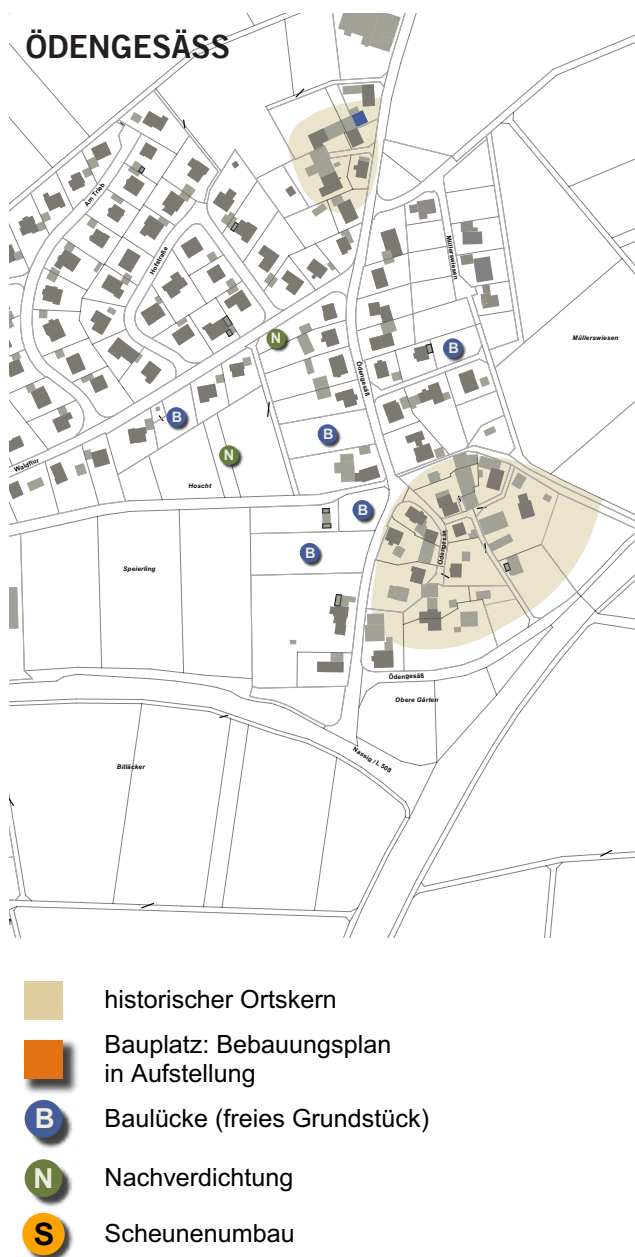 ÖDENGESÄSS
Am Trieb
Hofstraße
Müllerswiesen
Müllerswiesen
N
B
Ödengesäß
B
B
Waldflur
N
Hoscht
B
B
Ödengesäß
Speierling
Ödengesäß
Obere Gärten
Nassig / L 508
Billäcker
historischer Ortskern
Bauplatz: Bebauungsplan
in Aufstellung
B Baulücke (freies Grundstück)
N Nachverdichtung
S Scheunenumbau